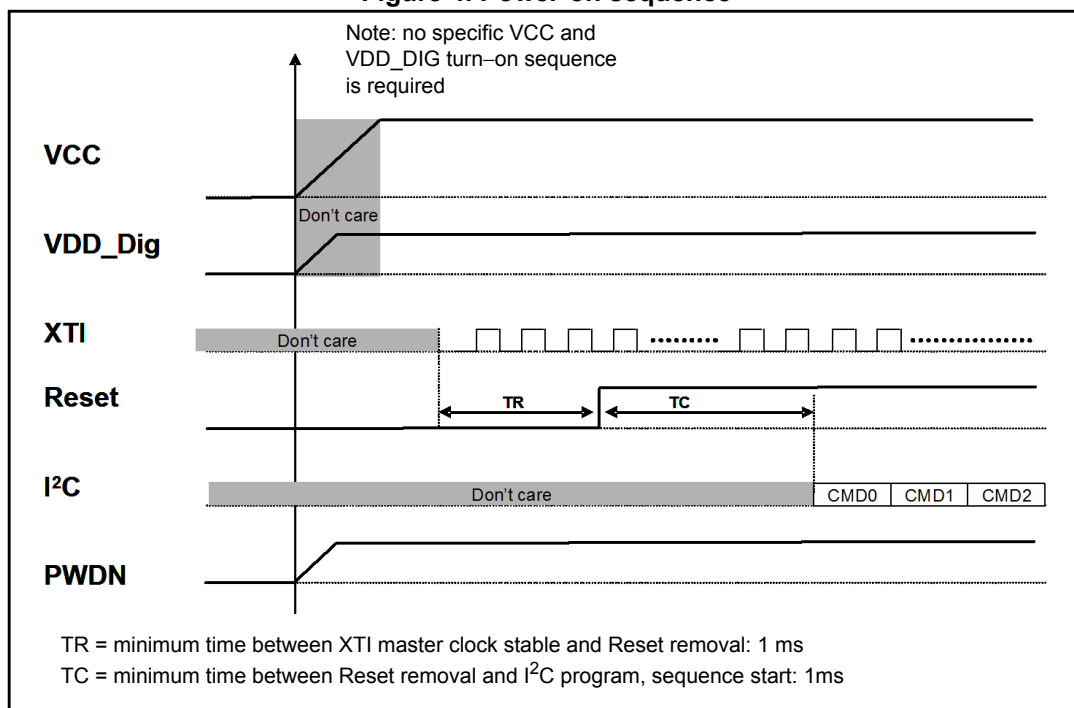 Note: no specific VCC and
VDD_DIG turn–on sequence
is required
VCC
Don't care
VDD_Dig
XTI
Don't care
Reset
TR
TC
I²C
Don't care
CMD0 CMD1 CMD2
PWDN
TR = minimum time between XTI master clock stable and Reset removal: 1 ms
TC = minimum time between Reset removal and I²C program, sequence start: 1ms